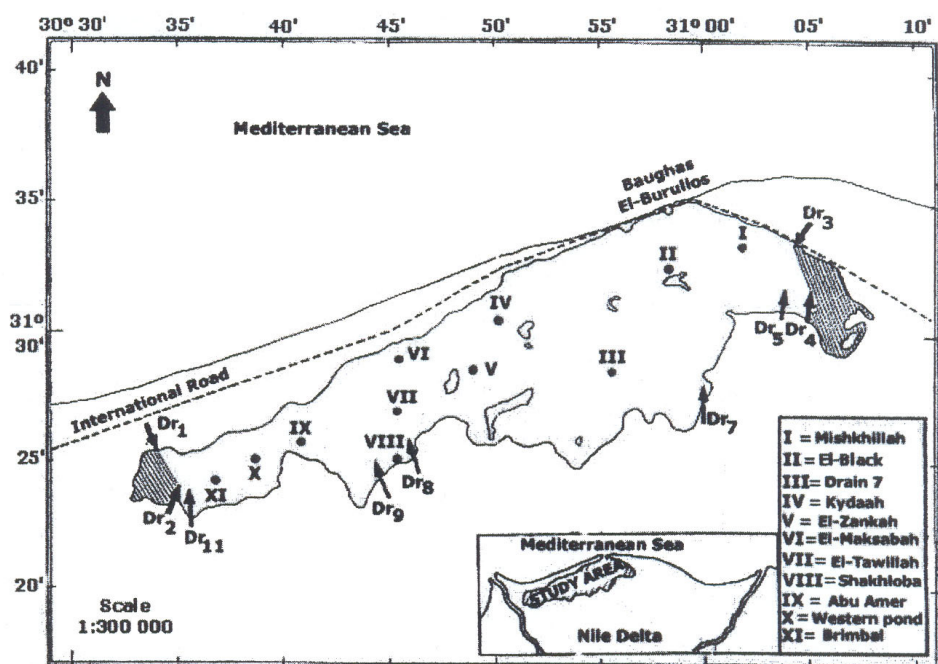 30° 30' 35' 40' 45' 50' 55' 31° 00' 05' 10'
40'
N
Mediterranean Sea
35'
Baughas
El-Burullos
Dr3
I
II
IV
31°
30'
Dr5 Dr4
VI
V
III
International Road
VII
Dr1
IX
VIII
Dr7
25'
X
XI
Dr8
Dr9
Dr2
Dr11
20'
Scale
1:300 000
Mediterranean Sea
STUDY AREA
Nile Delta
I = Mishkhillah
II = El-Black
III= Drain 7
IV = Kydaah
V = El-Zankah
VI= El-Maksabah
VII = El-Tawillah
VIII= Shakhloba
IX = Abu Amer
X = Western pond
XI= Brimbal